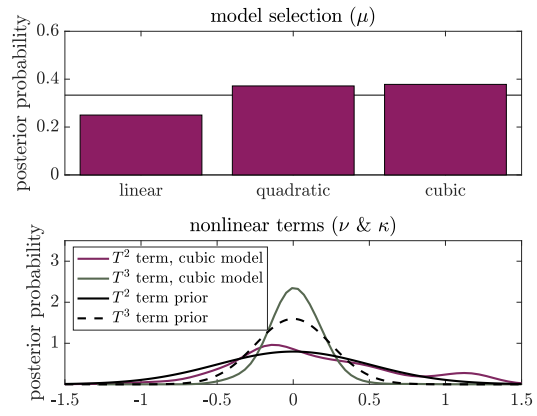 model selection (μ)
posterior probability
0.6
0.4
0.2
0
linear quadratic cubic
nonlinear terms (ν & κ)
posterior probability
3
2
1
T² term, cubic model
T³ term, cubic model
T² term prior
T³ term prior
-1.5 -1 -0.5 0 0.5 1 1.5